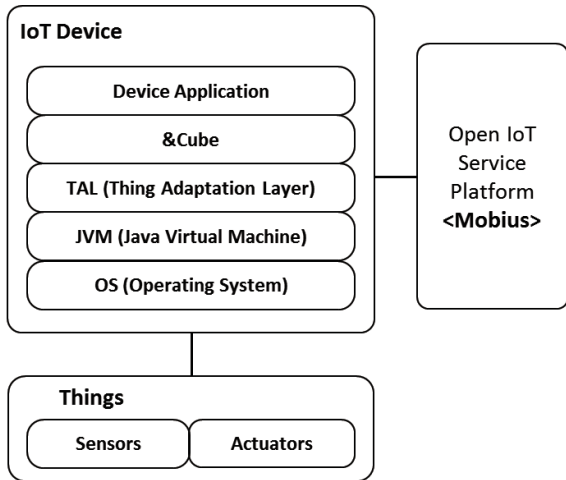 IoT Device
Device Application
&Cube
TAL (Thing Adaptation Layer)
JVM (Java Virtual Machine)
OS (Operating System)
Open IoT
Service
Platform
<Mobius>
Things
Sensors
Actuators